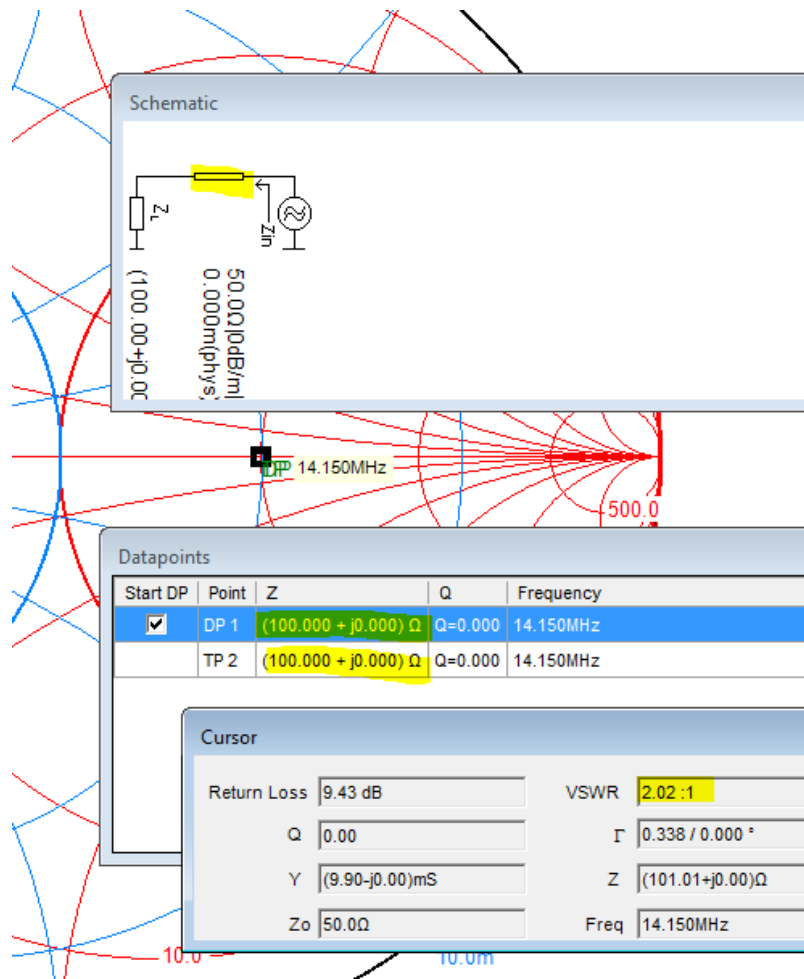 Schematic
ZL
Zin
(100.00+j0.00
50.0Ω|0dB/m|
0.000m(phys)
DP 14.150MHz
500.0
Datapoints
Start DP Point Z Q Frequency
DP 1 (100.000 + j0.000) Ω Q=0.000 14.150MHz
TP 2 (100.000 + j0.000) Ω Q=0.000 14.150MHz
Cursor
Return Loss 9.43 dB VSWR 2.02 :1
Q 0.00 Γ 0.338 / 0.000 °
Y (9.90-j0.00)mS Z (101.01+j0.00)Ω
Zo 50.0Ω Freq 14.150MHz
10.0 10.0m